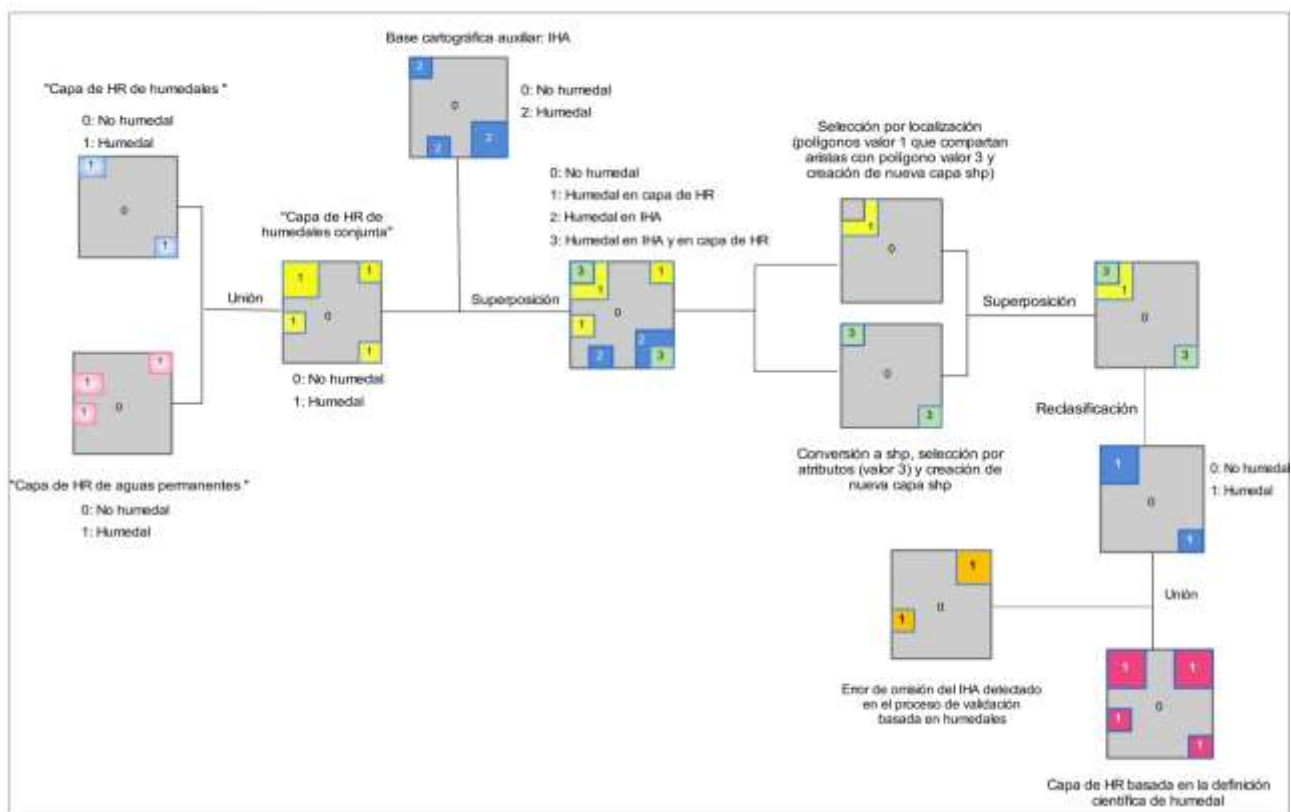 Base cartográfica auxiliar: IHA
2
0
2
2
0: No humedal
2: Humedal
"Capa de HR de humedales "
0: No humedal
1: Humedal
1
0
1
"Capa de HR de aguas permanentes "
0: No humedal
1: Humedal
1
1
1
0
Unión
"Capa de HR de
humedales conjunta"
1
1
0
1
1
0: No humedal
1: Humedal
Superposición
0: No humedal
1: Humedal en capa de HR
2: Humedal en IHA
3: Humedal en IHA y en capa de HR
3
1
1
0
1
2
2
3
Selección por localización
(polígonos valor 1 que compartan
aristas con polígono valor 3 y
creación de nueva capa shp)
1
0
3
0
3
Conversión a shp, selección por
atributos (valor 3) y creación de
nueva capa shp
Superposición
3
1
0
3
Reclasificación
1
0
1
0: No humedal
1: Humedal
Unión
1
0
1
Error de omisión del IHA detectado
en el proceso de validación
basada en humedales
1
1
0
1
1
Capa de HR basada en la definición
científica de humedal